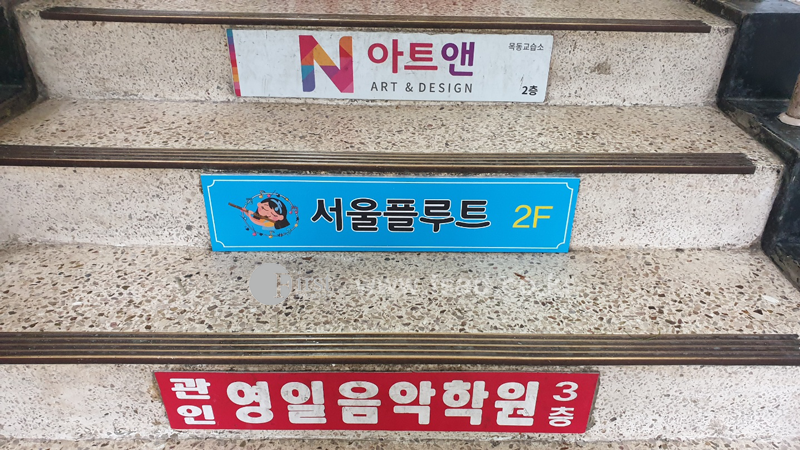 N 아트앤
ART & DESIGN
목동교습소
2층
서울플루트 2F
관인 영일음악학원 3층